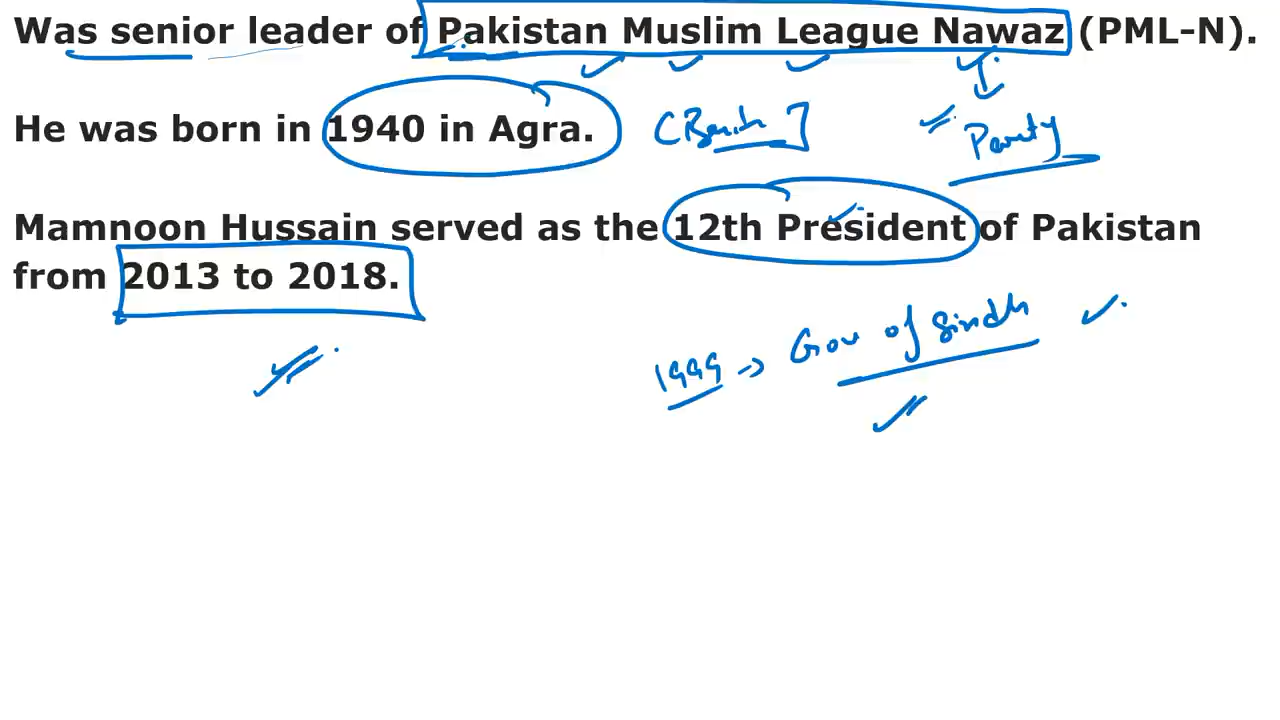 Was senior leader of Pakistan Muslim League Nawaz (PML-N).
He was born in 1940 in Agra.
Party
Mamnoon Hussain served as the 12th President of Pakistan
from 2013 to 2018.
1999 -> Gov of Sindh